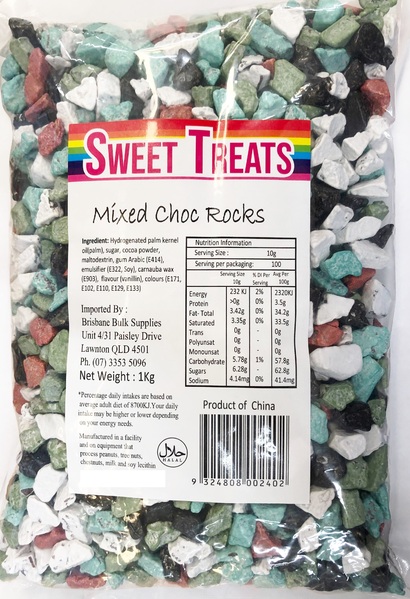 SWEET TREATS
Mixed Choc Rocks
Ingredient: Hydrogenated palm kernel
oil(palm), sugar, cocoa powder,
maltodextrin, gum Arabic (E414),
emulsifier (E322, Soy), carnauba wax
(E903), flavour (vanillin), colours (E171,
E102, E110, E129, E133)
Imported By :
Brisbane Bulk Supplies
Unit 4/31 Paisley Drive
Lawnton QLD 4501
Ph. (07) 3353 5096
Net Weight : 1Kg
*Percentage daily intakes are based on
average adult diet of 8700KJ.Your daily
intake may be higher or lower depending
on your energy needs.
Manufactured in a facility
and on equipment that
process peanuts, tree nuts,
chestnuts, milk and soy lecithin
Nutrition Information
Serving Size : 10g
Serving per packaging: 100
Serving Size 10g % DI Per Serving Avg Per 100g
Energy 232 KJ 2% 2320KJ
Protein >0g 0% 3.5g
Fat- Total 3.42g 0% 34.2g
Saturated 3.35g 0% 33.5g
Trans 0g - 0g
Polyunsat 0g - 0g
Monounsat 0g - 0g
Carbohydrate 5.78g 1% 57.8g
Sugars 6.28g 62.8g
Sodium 4.14mg 0% 41.4mg
Product of China
حلال
HALAL
9 324808 002402